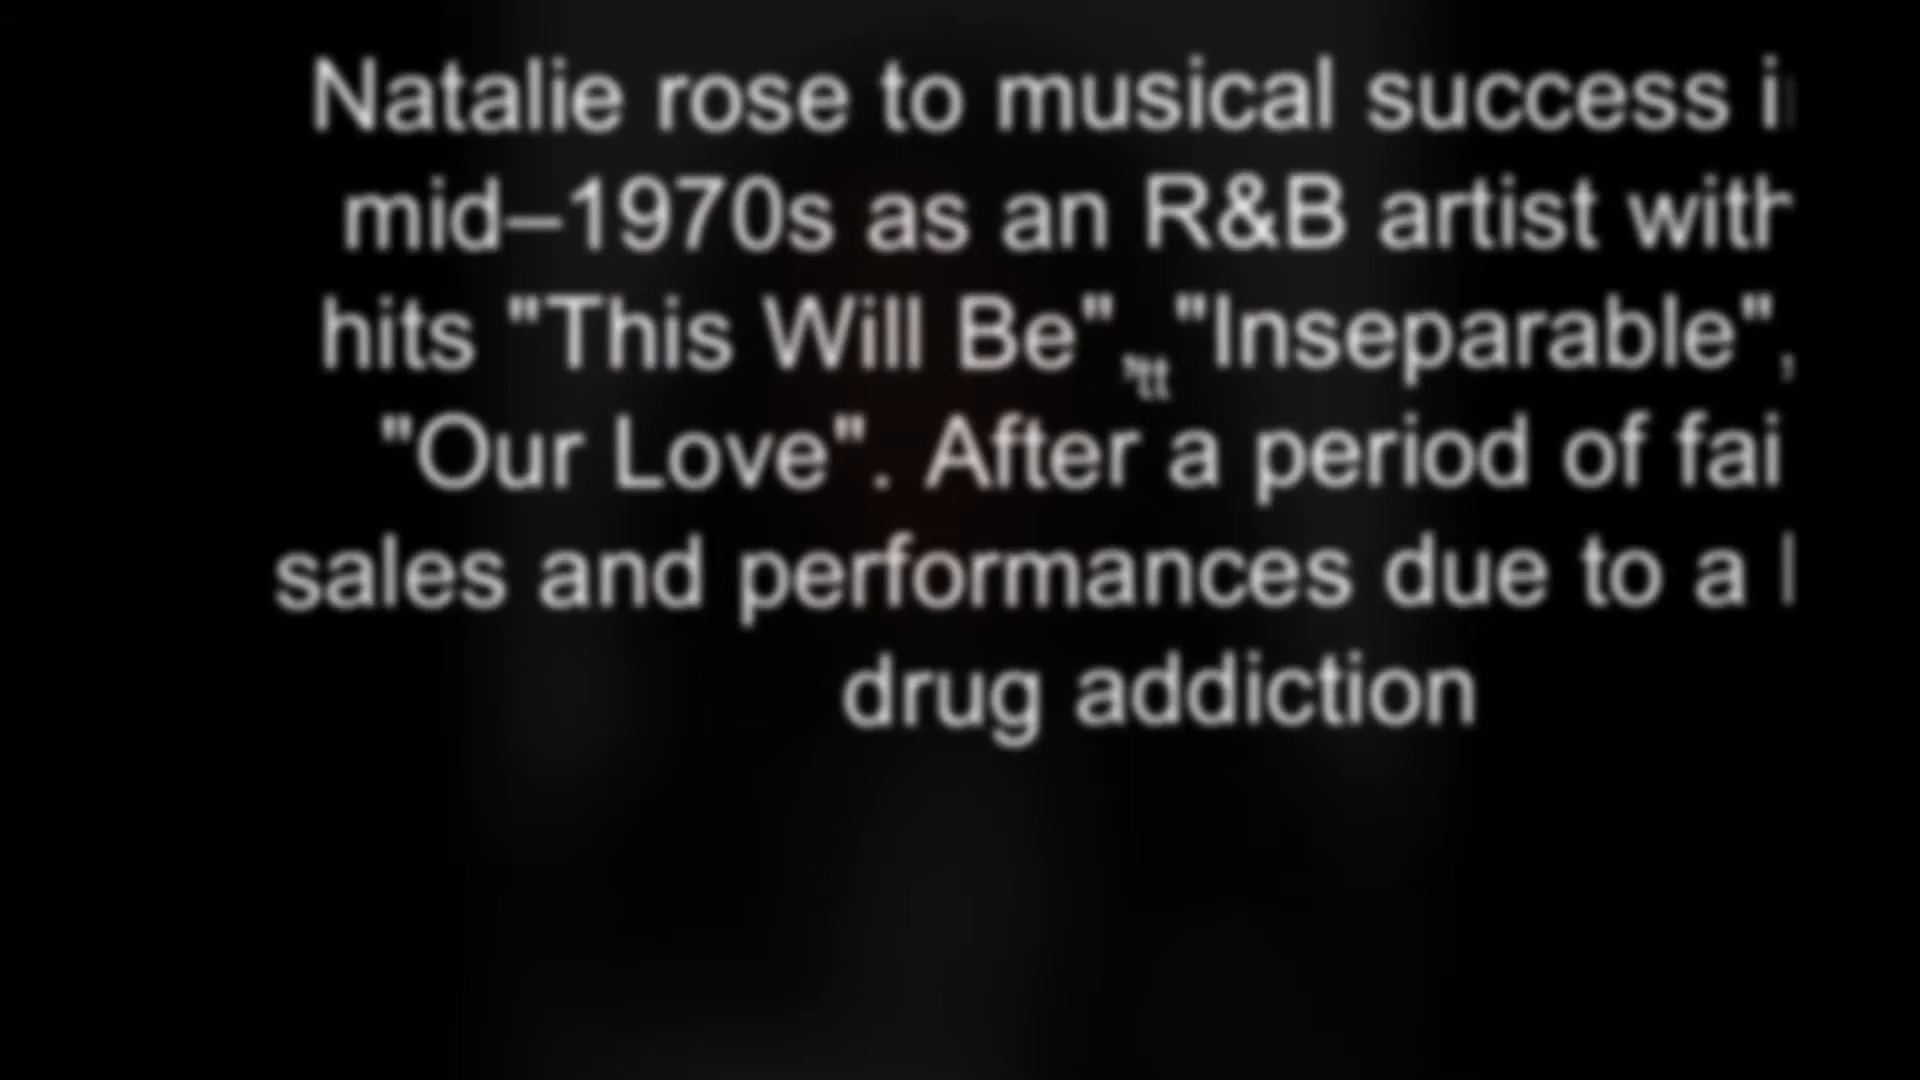 Natalie rose to musical success i
mid–1970s as an R&B artist with
hits "This Will Be", "Inseparable",
"Our Love". After a period of fai
sales and performances due to a
drug addiction